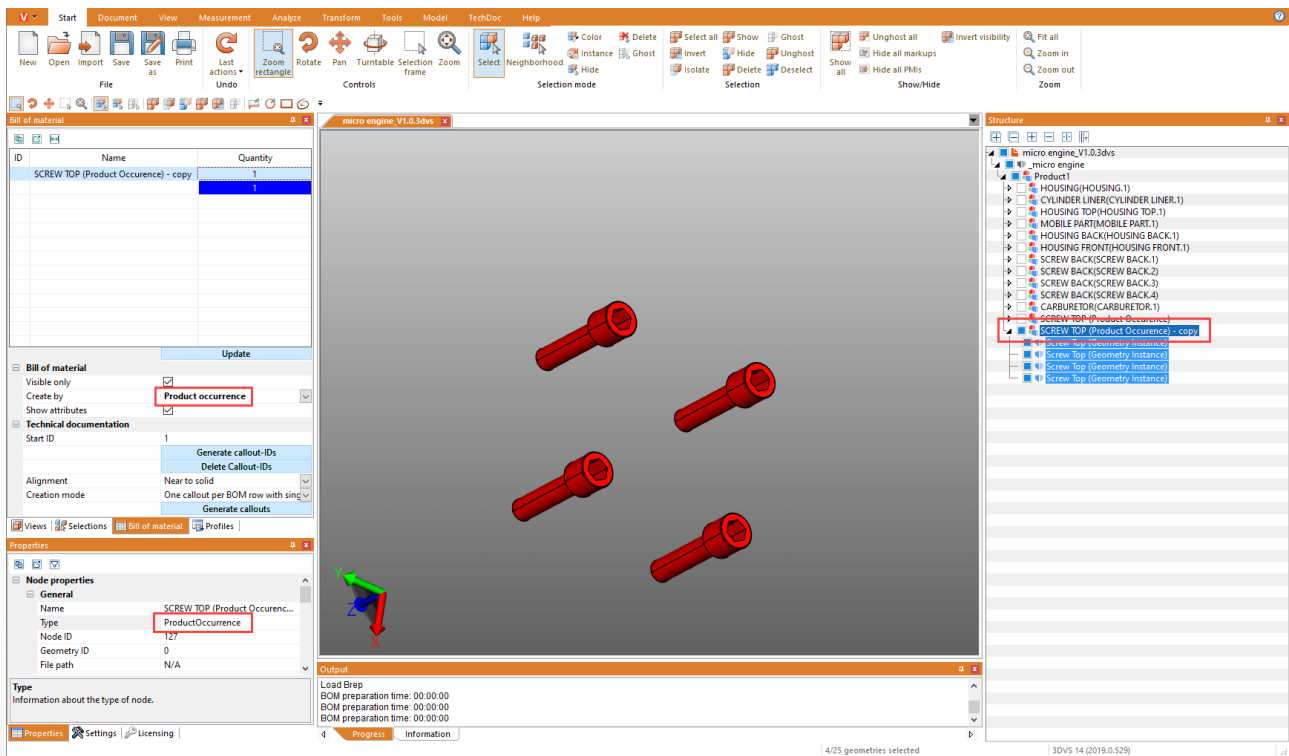 V Start Document View Measurement Analyze Transform Tools Model TechDoc Help ?
New Open Import Save Save as Print
File
Last actions
Undo
Zoom rectangle Rotate Pan Turntable Selection frame Zoom
Controls
Select Neighborhood Color Delete
Instance Ghost
Hide
Selection mode
Select all Show Ghost
Invert Hide Unghost
Isolate Delete Deselect
Selection
Show all Unghost all Invert visibility
Hide all markups
Hide all PMIs
Show/Hide
Fit all
Zoom in
Zoom out
Zoom
Bill of material
ID Name Quantity
SCREW TOP (Product Occurence) - copy 1
1
Update
Bill of material
Visible only
Create by Product occurrence
Show attributes
Technical documentation
Start ID 1
Generate callout-IDs
Delete Callout-IDs
Alignment Near to solid
Creation mode One callout per BOM row with sing
Generate callouts
Views Selections Bill of material Profiles
Properties
Node properties
General
Name SCREW TOP (Product Occurenc...
Type ProductOccurrence
Node ID 127
Geometry ID 0
File path N/A
Type
Information about the type of node.
Properties Settings Licensing
micro engine_V1.0.3dvs
Y
Z
X
Output
Load Brep
BOM preparation time: 00:00:00
BOM preparation time: 00:00:00
BOM preparation time: 00:00:00
Progress Information
Structure
micro engine_V1.0.3dvs
_micro engine
Product1
HOUSING(HOUSING.1)
CYLINDER LINER(CYLINDER LINER.1)
HOUSING TOP(HOUSING TOP.1)
MOBILE PART(MOBILE PART.1)
HOUSING BACK(HOUSING BACK.1)
HOUSING FRONT(HOUSING FRONT.1)
SCREW BACK(SCREW BACK.1)
SCREW BACK(SCREW BACK.2)
SCREW BACK(SCREW BACK.3)
SCREW BACK(SCREW BACK.4)
CARBURETOR(CARBURETOR.1)
SCREW TOP (Product Occurence)
SCREW TOP (Product Occurence) - copy
Screw Top (Geometry Instance)
Screw Top (Geometry Instance)
Screw Top (Geometry Instance)
Screw Top (Geometry Instance)
4/25 geometries selected 3DVS 14 (2019.0.529)